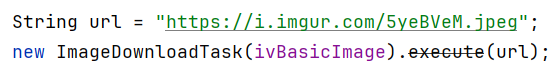 String url = "https://i.imgur.com/5yeBVeM.jpeg";
new ImageDownloadTask(ivBasicImage).execute(url);